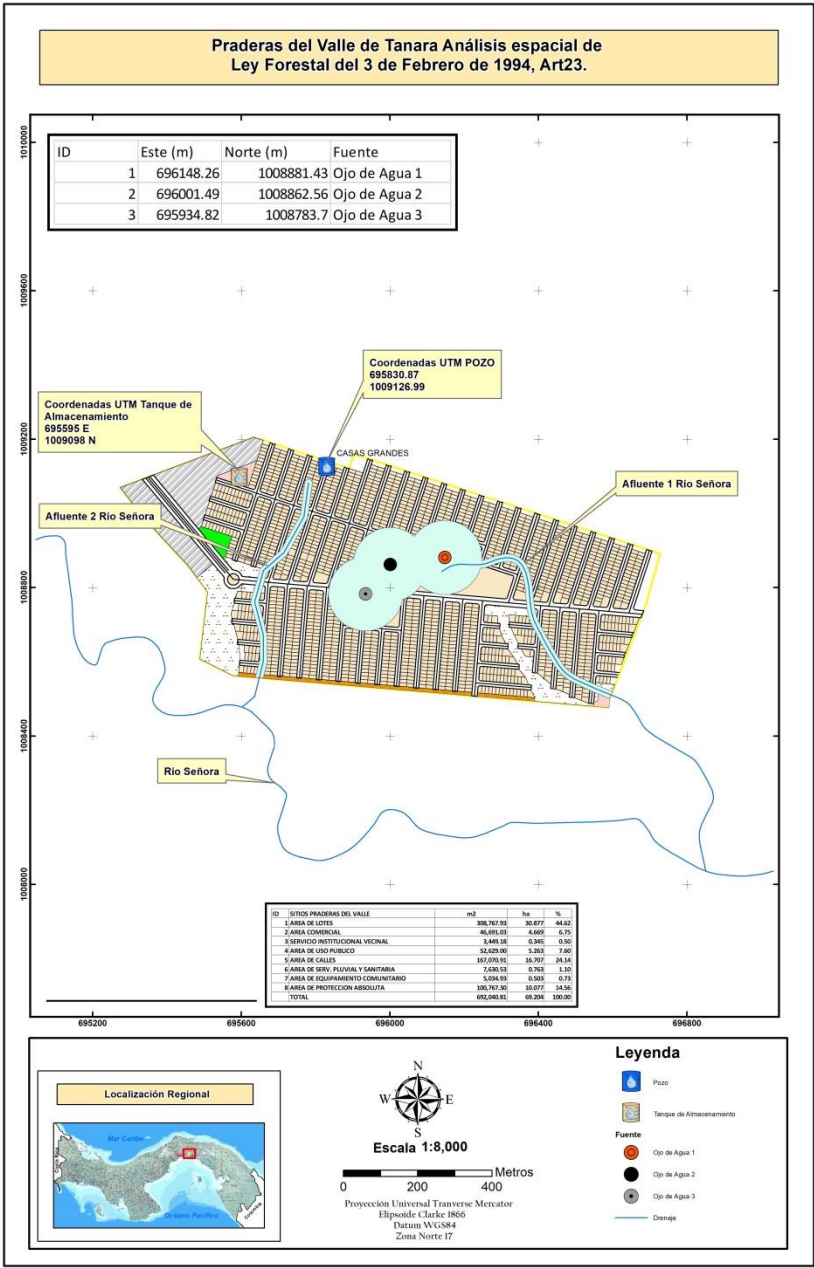 Praderas del Valle de Tanara Análisis espacial de
Ley Forestal del 3 de Febrero de 1994, Art23.
ID Este (m) Norte (m) Fuente
1 696148.26 1008881.43 Ojo de Agua 1
2 696001.49 1008862.56 Ojo de Agua 2
3 695934.82 1008783.7 Ojo de Agua 3
1010000
1009600
1009200
1008800
1008400
1008000
Coordenadas UTM POZO
695830.87
1009126.99
Coordenadas UTM Tanque de
Almacenamiento
695595 E
1009098 N
CASAS GRANDES
Afluente 1 Río Señora
Afluente 2 Río Señora
Río Señora
ID SITIOS PRADERAS DEL VALLE m2 ha %
1 AREA DE LOTES 308,767.93 30.877 44.62
2 AREA COMERCIAL 46,691.03 4.669 6.75
3 SERVICIO INSTITUCIONAL VECINAL 3,449.18 0.345 0.50
4 AREA DE USO PUBLICO 52,629.00 5.263 7.60
5 AREA DE CALLES 167,070.91 16.707 24.14
6 AREA DE SERV. PLUVIAL Y SANITARIA 7,630.53 0.763 1.10
7 AREA DE EQUIPAMIENTO COMUNITARIO 5,034.93 0.503 0.73
8 AREA DE PROTECCION ABSOLUTA 100,767.30 10.077 14.56
TOTAL 692,040.81 69.204 100.00
695200 695600 696000 696400 696800
Localización Regional
Mar Caribe
Costa Rica
Océano Pacífico
Colombia
N
W E
S
Escala 1:8,000
Metros
0 200 400
Proyección Universal Tranverse Mercator
Elipsoide Clarke 1866
Datum WGS84
Zona Norte 17
Leyenda
Pozo
Tanque de Almacenamiento
Fuente
Ojo de Agua 1
Ojo de Agua 2
Ojo de Agua 3
Drenaje